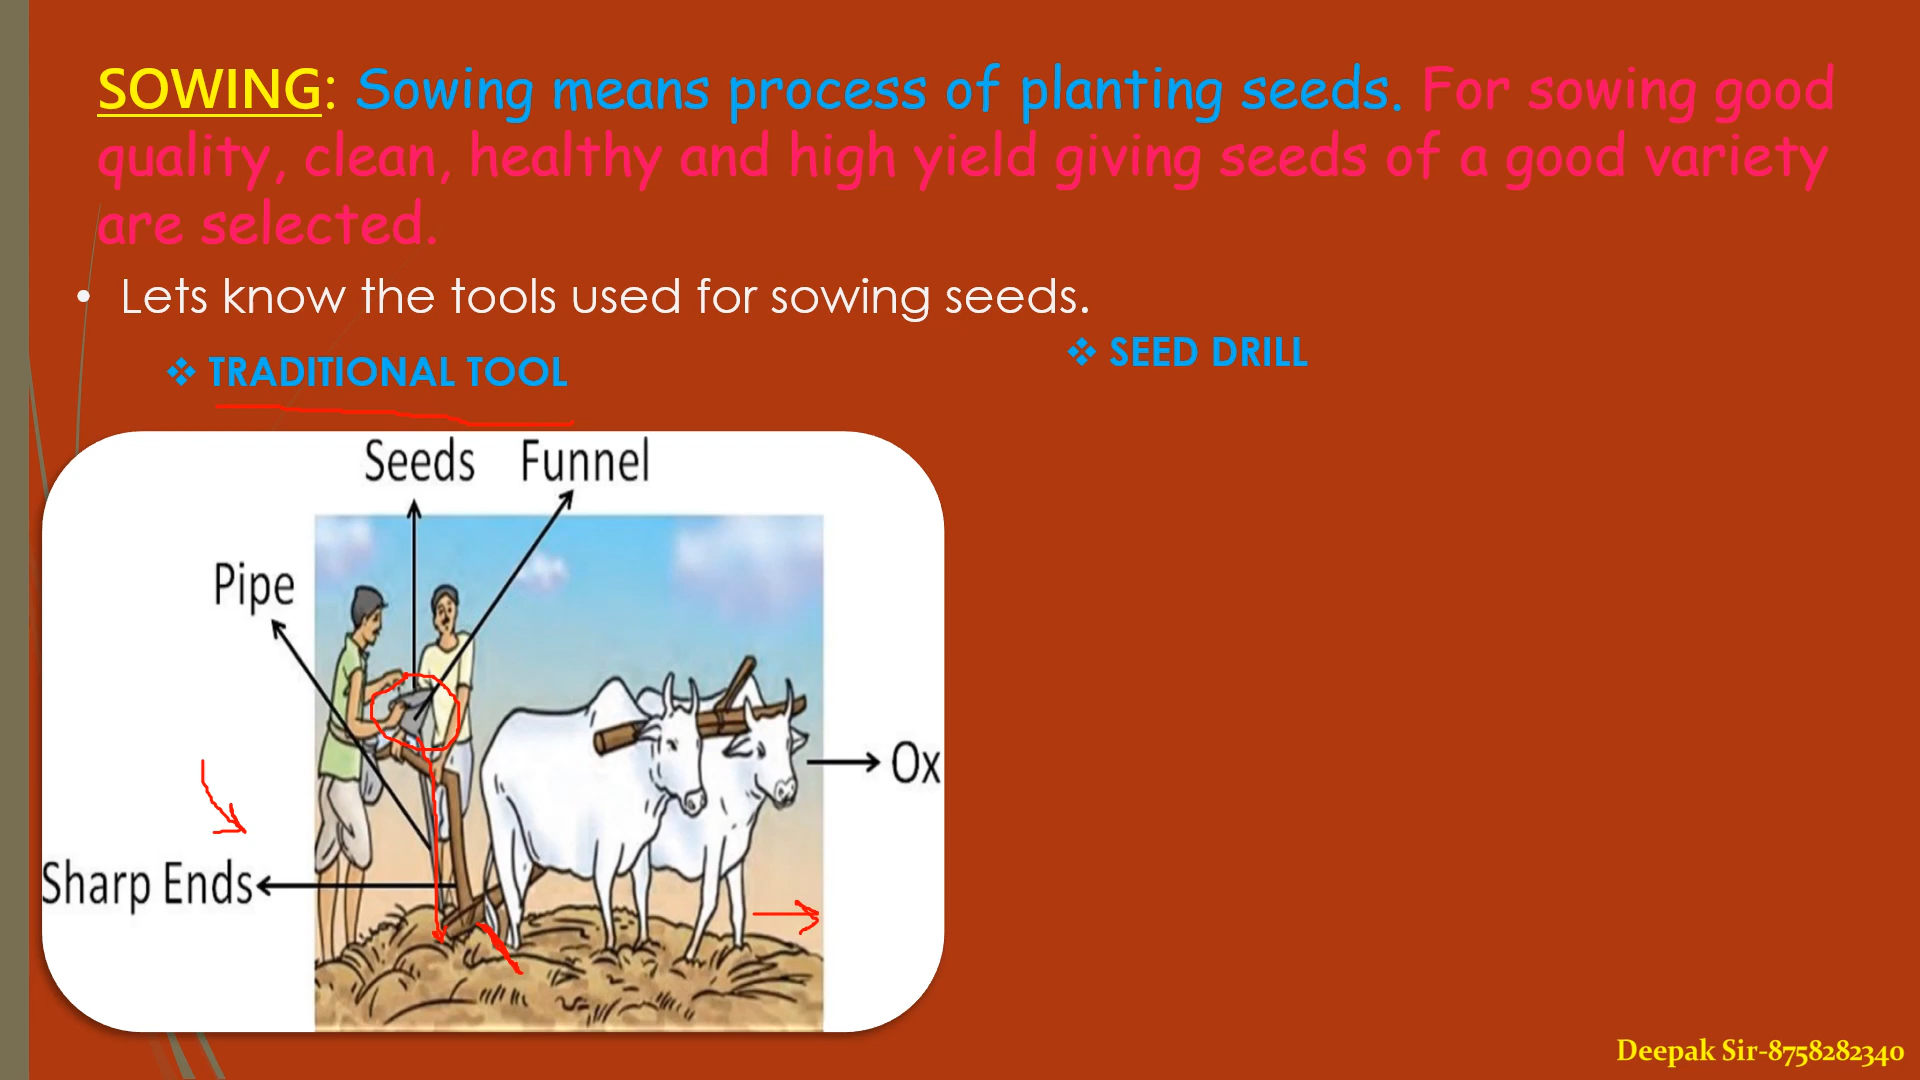 SOWING: Sowing means process of planting seeds. For sowing good
quality, clean, healthy and high yield giving seeds of a good variety
are selected.
• Lets know the tools used for sowing seeds.
❖ TRADITIONAL TOOL
❖ SEED DRILL
Seeds Funnel
Pipe
Ox
Sharp Ends
Deepak Sir-8758282340